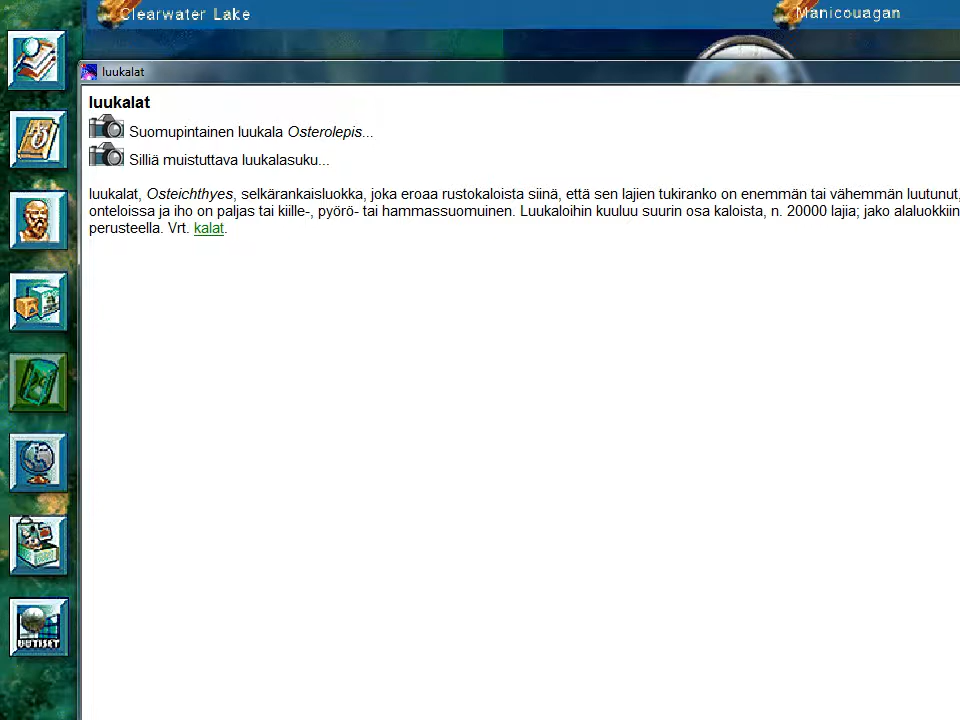 Clearwater Lake
Manicouagan
luukalat
luukalat
Suomupintainen luukala Osterolepis...
Silliä muistuttava luukalasuku...
luukalat, Osteichthyes, selkärankaisluokka, joka eroaa rustokaloista siinä, että sen lajien tukiranko on enemmän tai vähemmän luutunut,
onteloissa ja iho on paljas tai kiille-, pyörö- tai hammassuomuinen. Luukaloihin kuuluu suurin osa kaloista, n. 20000 lajia; jako alaluokkiin
perusteella. Vrt. kalat.
UUTISET